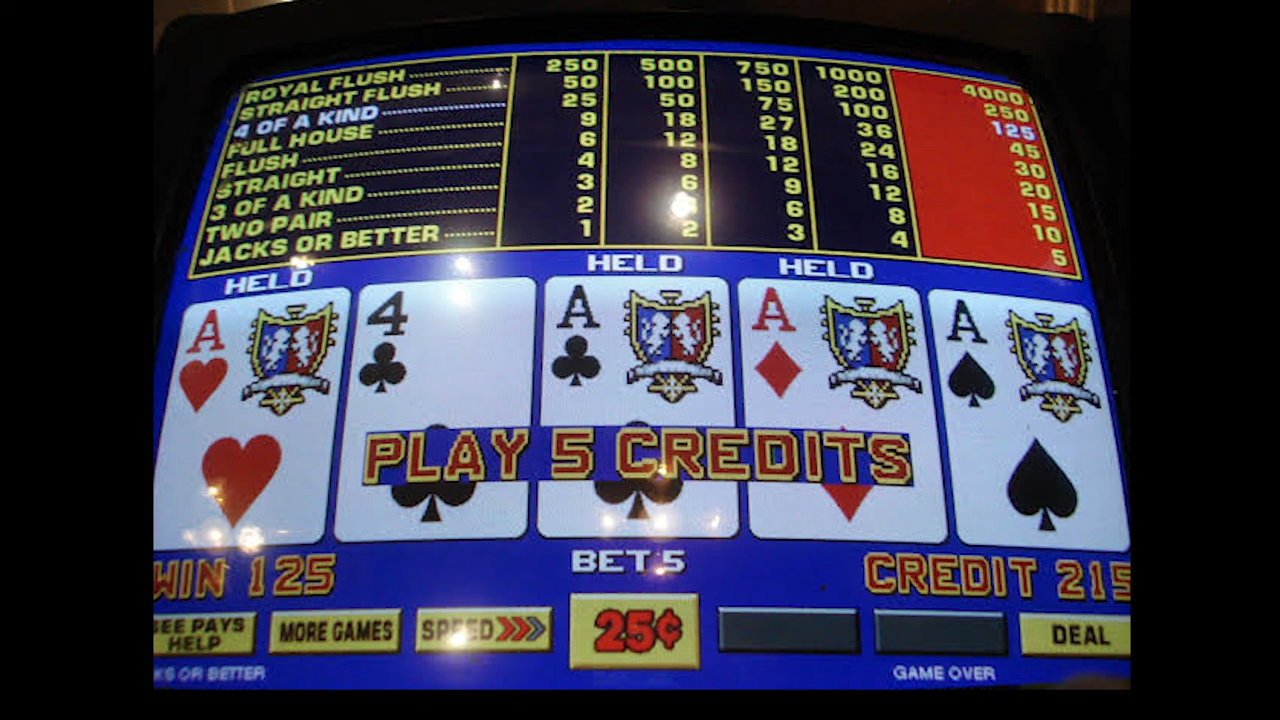 ROYAL FLUSH 250 500 750 1000 4000
STRAIGHT FLUSH 50 100 150 200 250
4 OF A KIND 25 50 75 100 125
FULL HOUSE 9 18 27 36 45
FLUSH 6 12 18 24 30
STRAIGHT 4 8 12 16 20
3 OF A KIND 3 6 9 12 15
TWO PAIR 2 6 8 10
JACKS OR BETTER 1 2 3 4 5
HELD HELD HELD
A 4 A A A
PLAY 5 CREDITS
WIN 125 BET 5 CREDIT 215
SEE PAYS
HELP
MORE GAMES
SPEED
25¢
DEAL
KS OR BETTER
GAME OVER